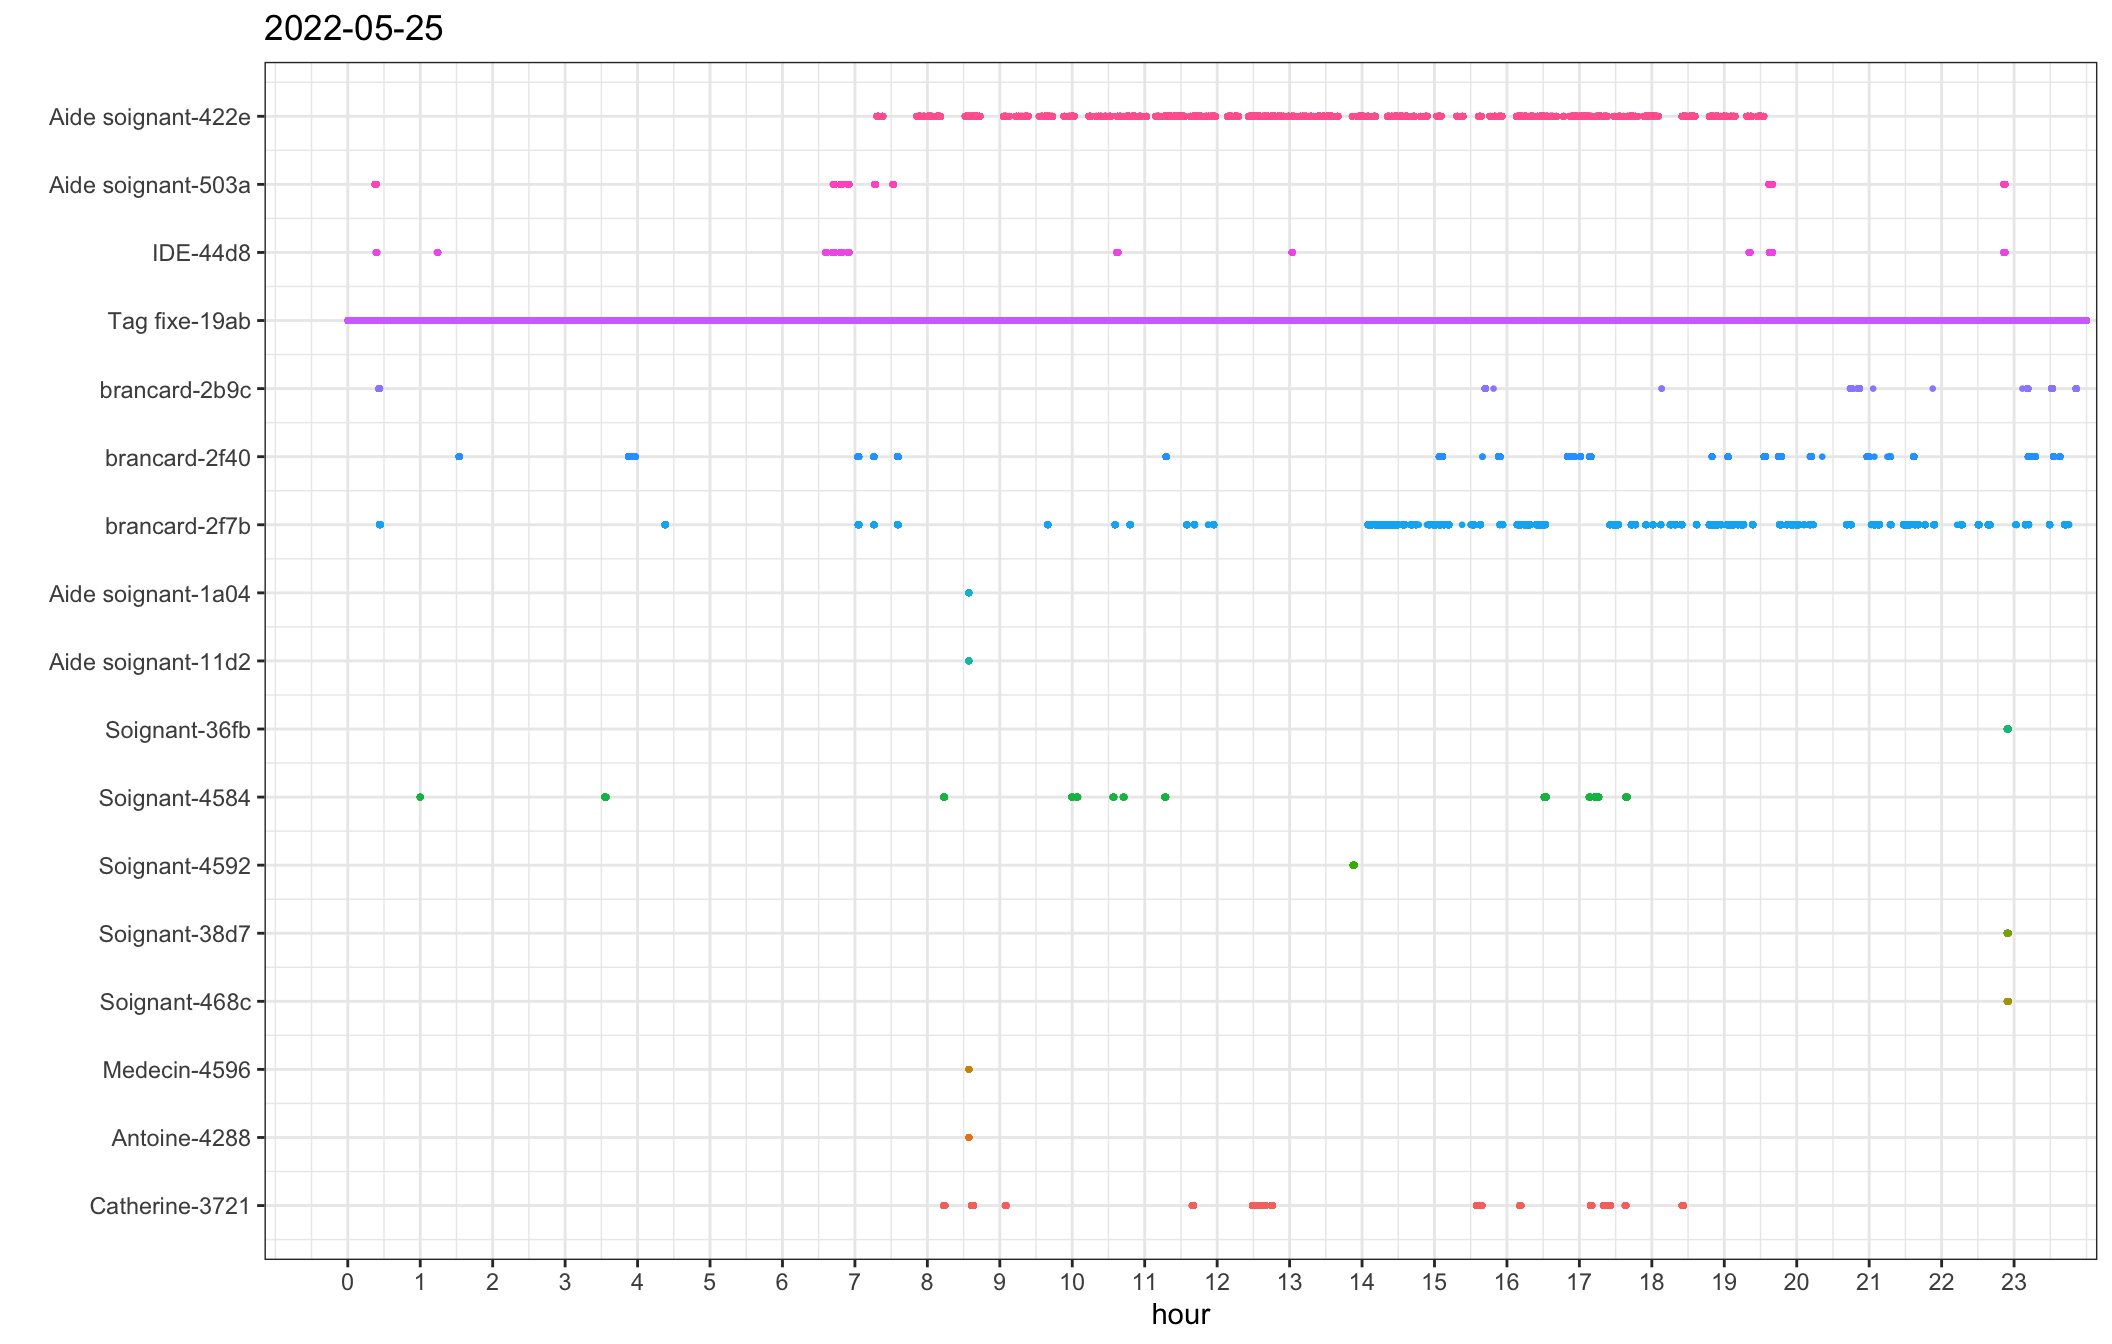 2022-05-25
Aide soignant-422e
Aide soignant-503a
IDE-44d8
Tag fixe-19ab
brancard-2b9c
brancard-2f40
brancard-2f7b
Aide soignant-1a04
Aide soignant-11d2
Soignant-36fb
Soignant-4584
Soignant-4592
Soignant-38d7
Soignant-468c
Medecin-4596
Antoine-4288
Catherine-3721
0 1 2 3 4 5 6 7 8 9 10 11 12 13 14 15 16 17 18 19 20 21 22 23
hour